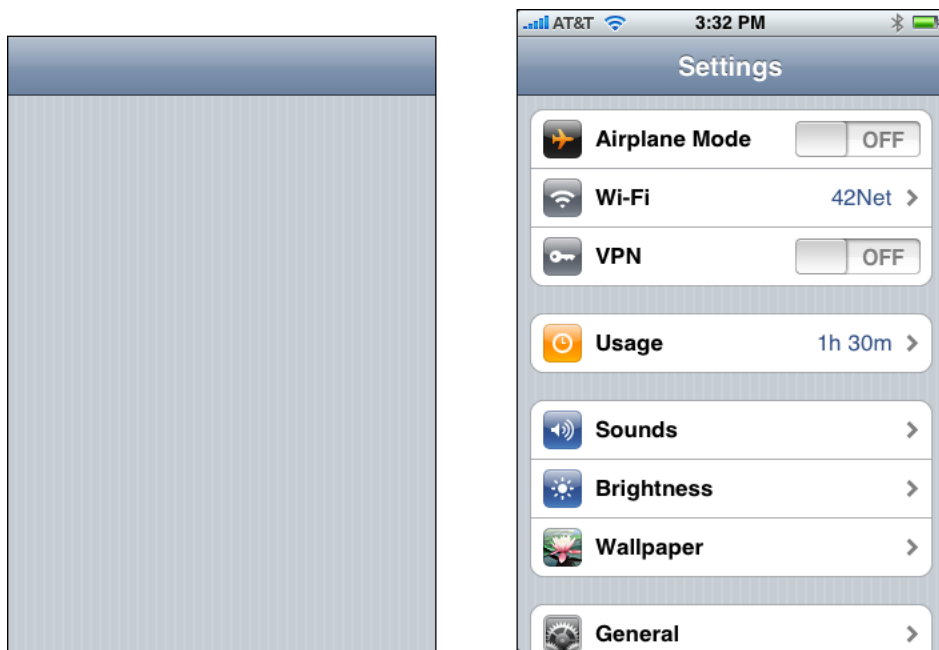 AT&T 3:32 PM
Settings
Airplane Mode OFF
Wi-Fi 42Net
VPN OFF
Usage 1h 30m
Sounds
Brightness
Wallpaper
General